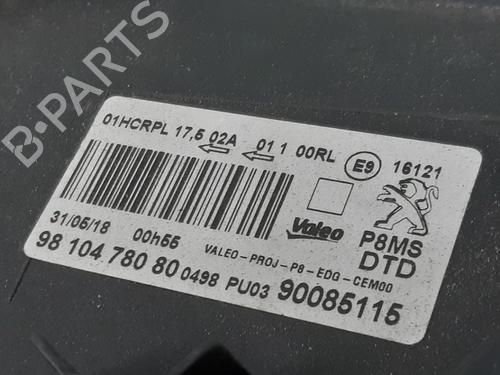 01HCRPL 17,5 02A 01 1 00RL E9 16121
Valeo
P8MS
DTD
31/05/18 00h55 VALEO-PROJ-P8-EDG-CEM00
98 104 780 80 0498 PU03 90085115
B-PARTS